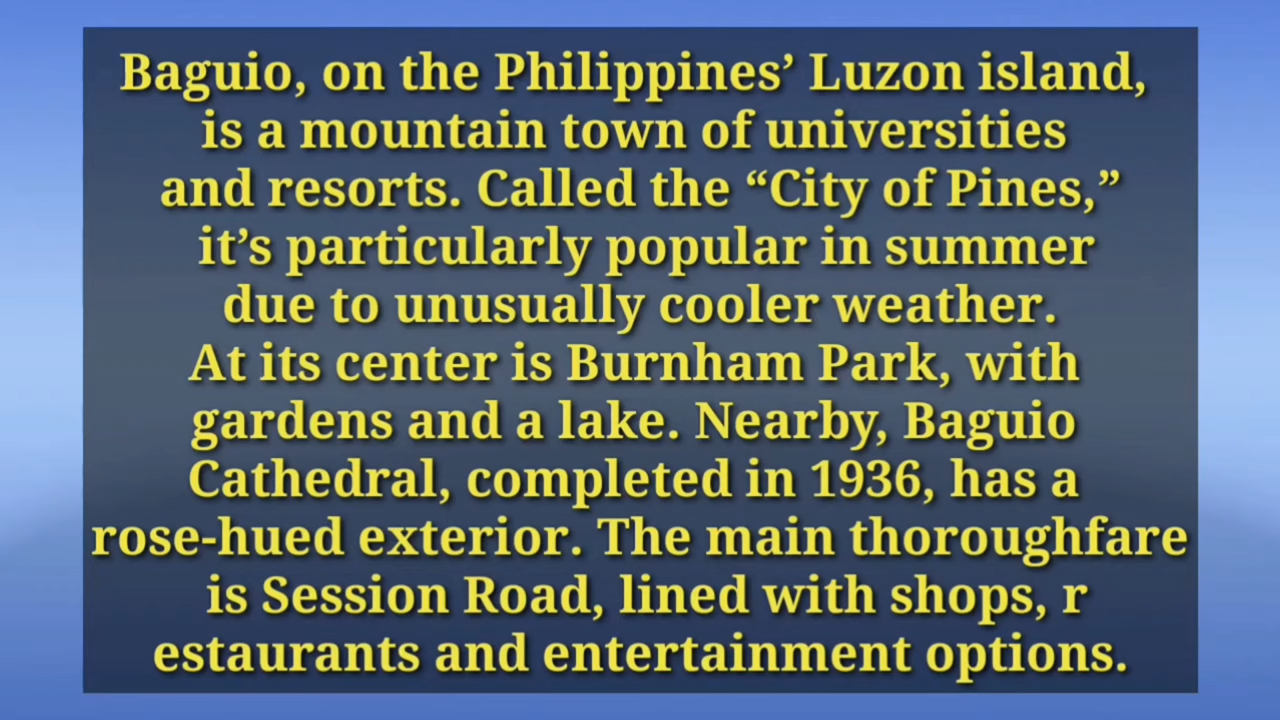 Baguio, on the Philippines’ Luzon island,
is a mountain town of universities
and resorts. Called the “City of Pines,”
it’s particularly popular in summer
due to unusually cooler weather.
At its center is Burnham Park, with
gardens and a lake. Nearby, Baguio
Cathedral, completed in 1936, has a
rose-hued exterior. The main thoroughfare
is Session Road, lined with shops, r
estaurants and entertainment options.